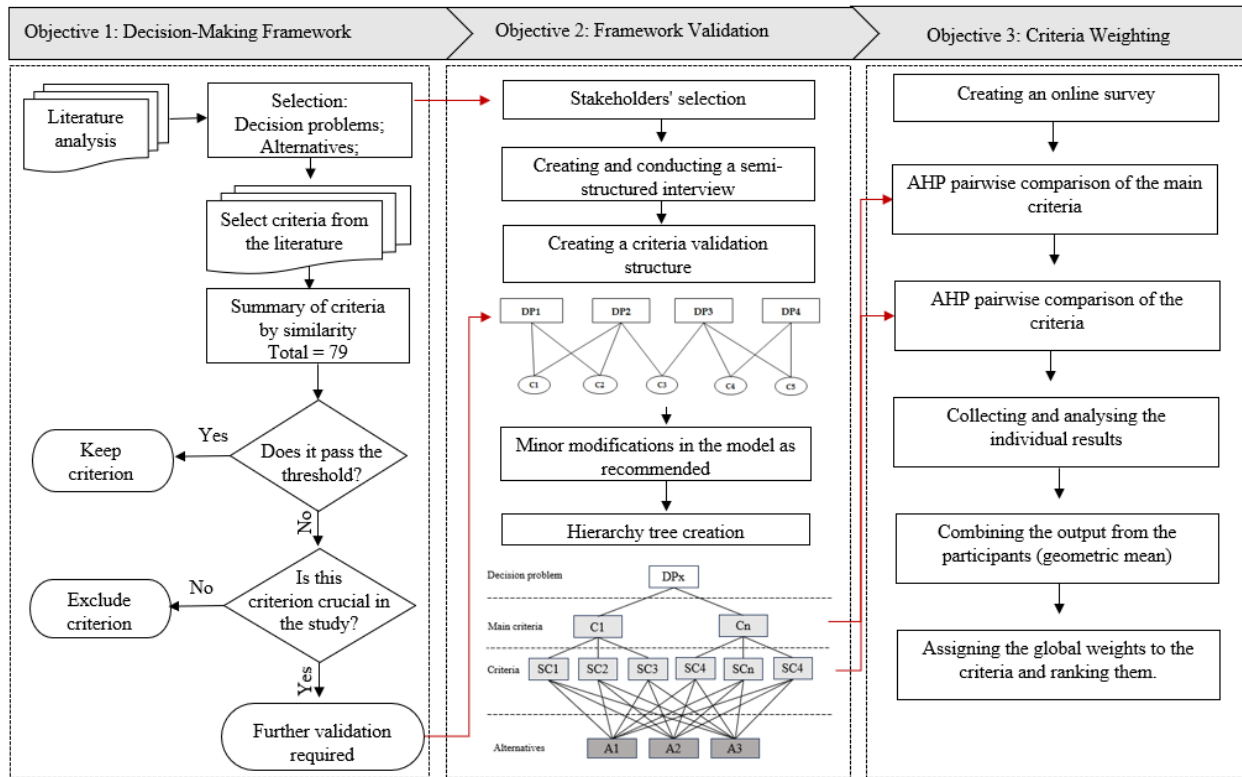 Objective 1: Decision-Making Framework
Objective 2: Framework Validation
Objective 3: Criteria Weighting
Literature
analysis
Selection:
Decision problems;
Alternatives;
Select criteria from
the literature
Summary of criteria
by similarity
Total = 79
Does it pass the
threshold?
Yes
Keep
criterion
No
Is this
criterion crucial in
the study?
No
Exclude
criterion
Yes
Further validation
required
Stakeholders' selection
Creating and conducting a semi-
structured interview
Creating a criteria validation
structure
DP1 DP2 DP3 DP4
C1 C2 C3 C4 C5
Minor modifications in the model as
recommended
Hierarchy tree creation
Decision problem
DPx
Main criteria
C1 Cn
Criteria
SC1 SC2 SC3 SC4 SCn SC4
Alternatives
A1 A2 A3
Creating an online survey
AHP pairwise comparison of the main
criteria
AHP pairwise comparison of the
criteria
Collecting and analysing the
individual results
Combining the output from the
participants (geometric mean)
Assigning the global weights to the
criteria and ranking them.